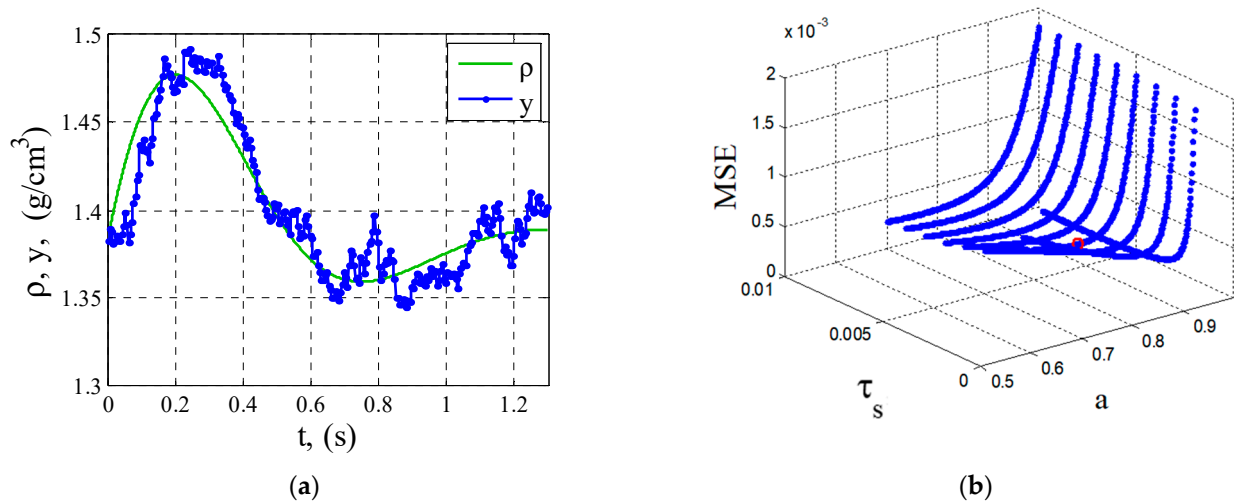 1.5
1.45
1.4
1.35
1.3
ρ, y, (g/cm³)
ρ
y
0 0.2 0.4 0.6 0.8 1 1.2
t, (s)
(a)
x 10⁻³
2
1.5
1
0.5
0
MSE
0.01
0.005
0
τₛ
0.5 0.6 0.7 0.8 0.9
a
(b)